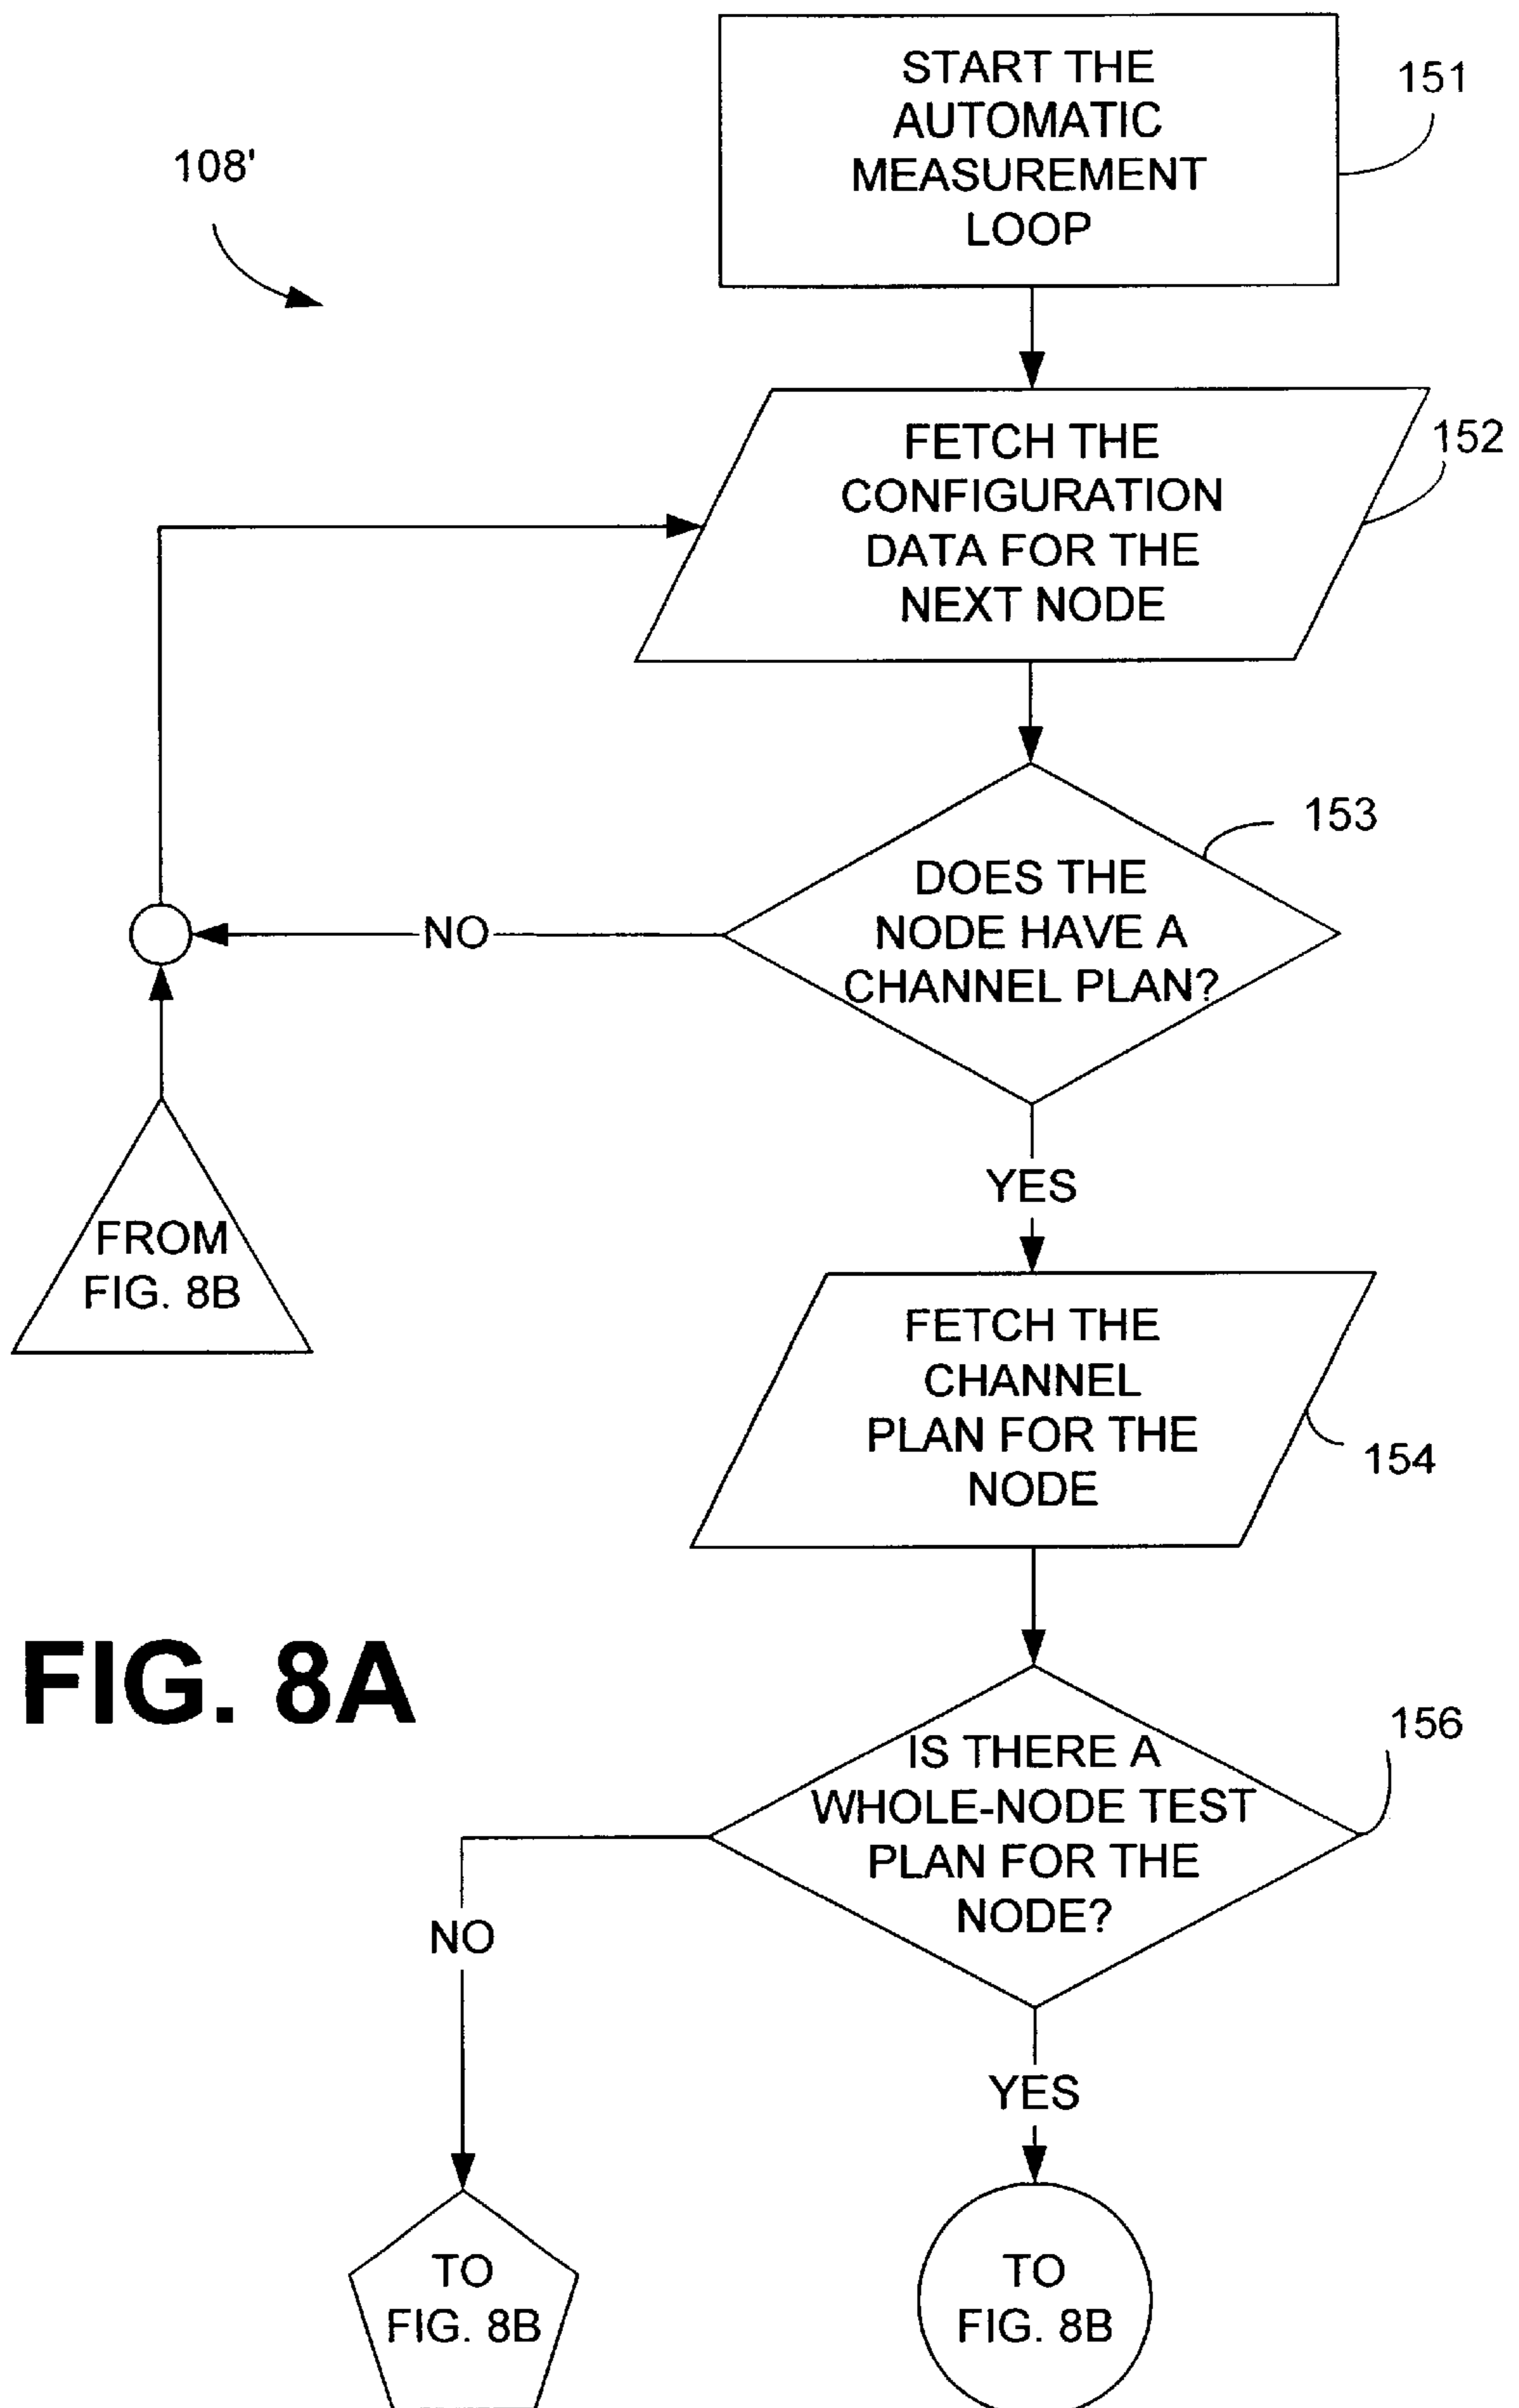 START THE
AUTOMATIC
MEASUREMENT
LOOP
151
108'
FETCH THE
CONFIGURATION
DATA FOR THE
NEXT NODE
152
DOES THE
NODE HAVE A
CHANNEL PLAN?
153
NO
YES
FROM
FIG. 8B
FETCH THE
CHANNEL
PLAN FOR THE
NODE
154
FIG. 8A
IS THERE A
WHOLE-NODE TEST
PLAN FOR THE
NODE?
156
NO
YES
TO
FIG. 8B
TO
FIG. 8B